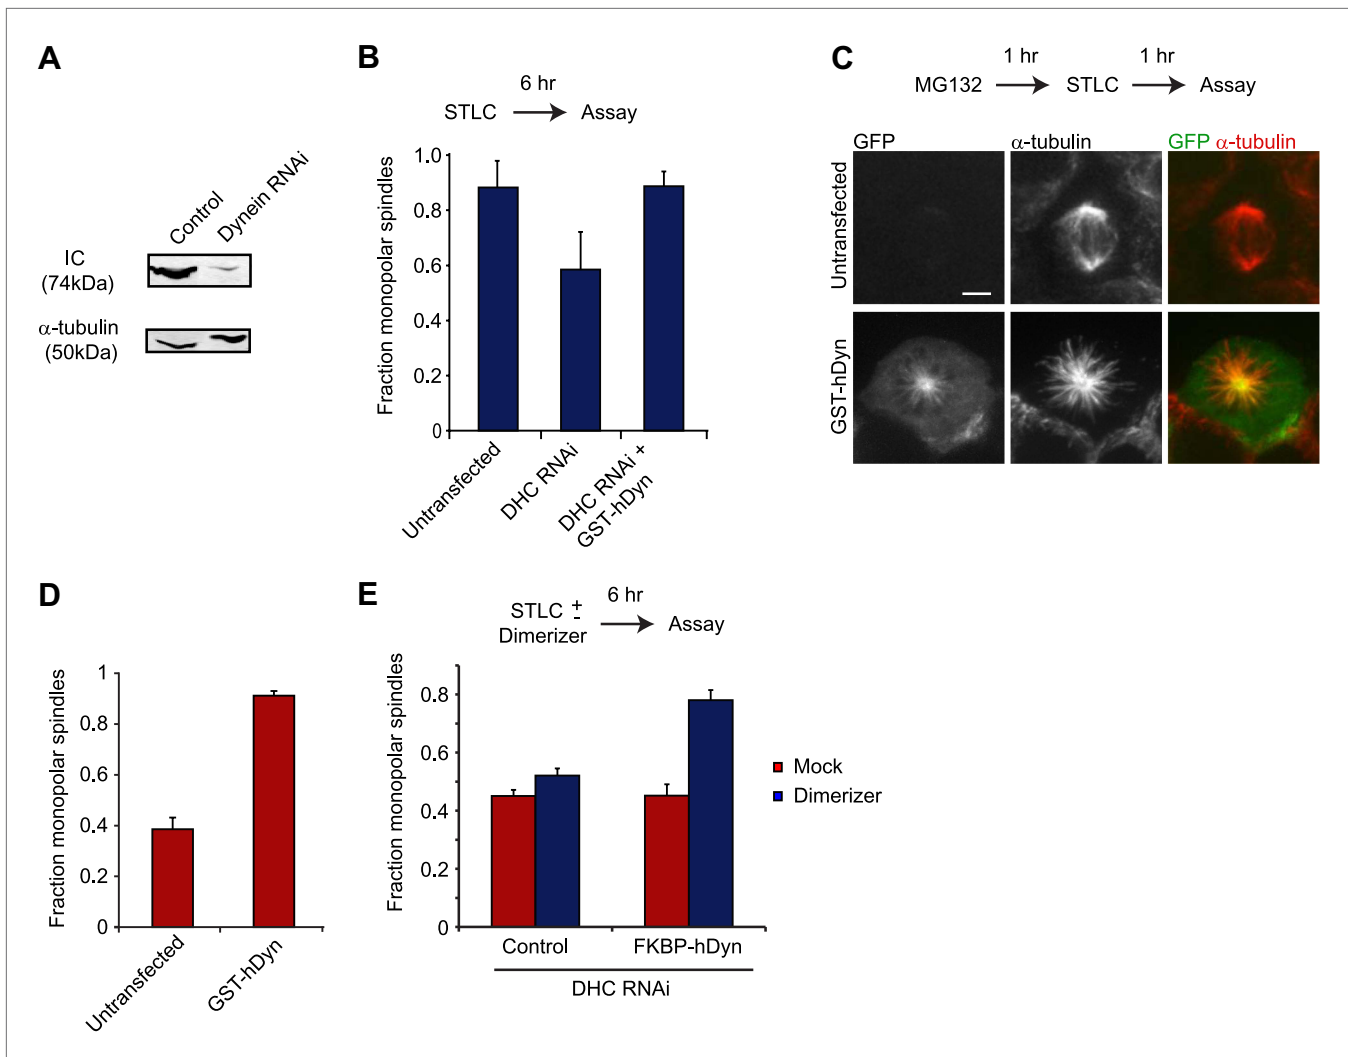 A
Control
Dynein RNAi
IC
(74kDa)
α-tubulin
(50kDa)
B
6 hr
STLC
Assay
Fraction monopolar spindles
1.0
0.8
0.6
0.4
0.2
0
Untransfected
DHC RNAi
DHC RNAi +
GST-hDyn
C
1 hr
1 hr
MG132
STLC
Assay
GFP
α-tubulin
GFP α-tubulin
Untransfected
GST-hDyn
D
Fraction monopolar spindles
1
0.8
0.6
0.4
0.2
0
Untransfected
GST-hDyn
E
6 hr
STLC +
-
Dimerizer
Assay
Fraction monopolar spindles
0.8
0.6
0.4
0.2
0
Control
FKBP-hDyn
DHC RNAi
Mock
Dimerizer